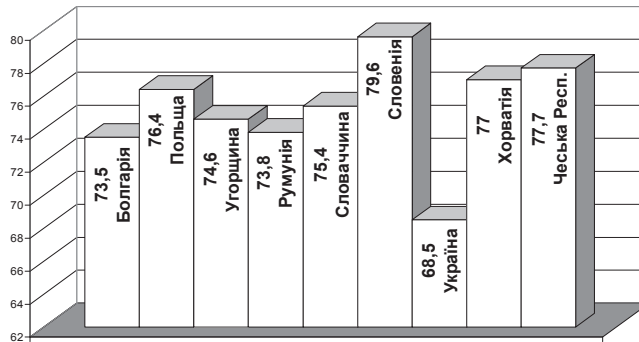 80
78
76
74
72
70
68
66
64
62
73,5
Болгарія
76,4
Польща
74,6
Угорщина
73,8
Румунія
75,4
Словаччина
79,6
Словенія
68,5
Україна
77
Хорватія
77,7
Чеська Респ.